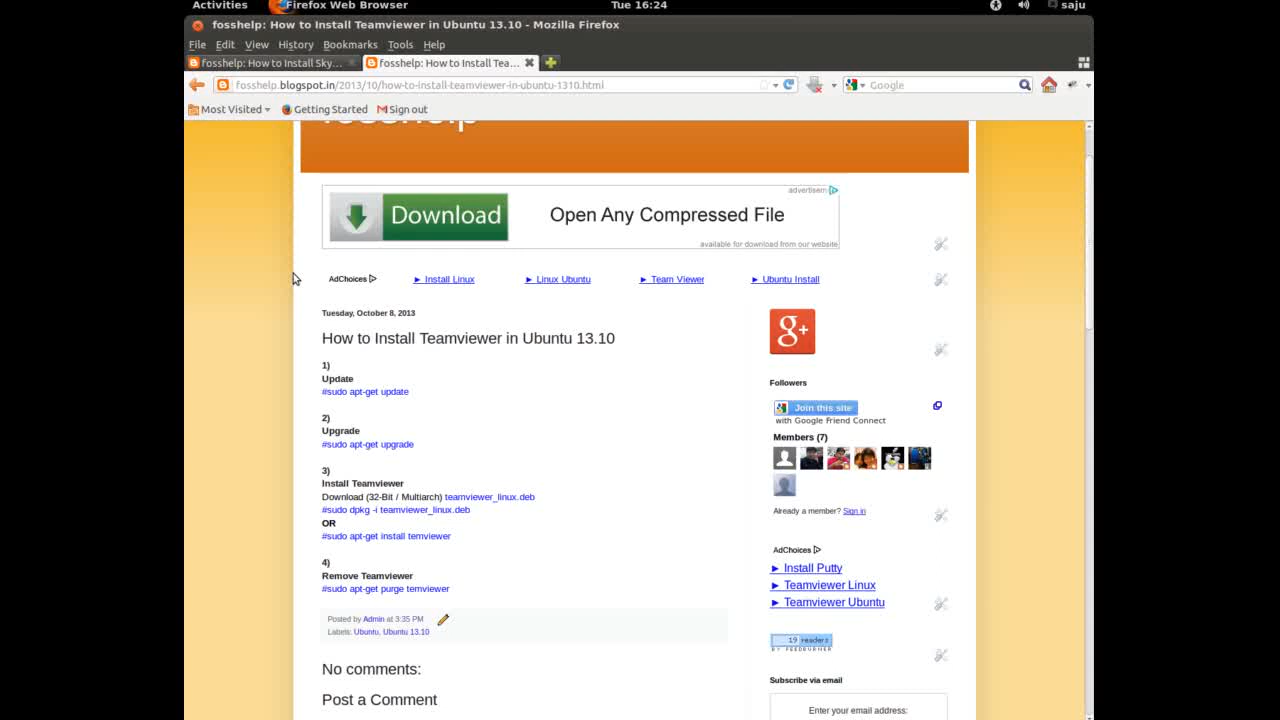 Activities Firefox Web Browser Tue 16:24 saju
fosshelp: How to Install Teamviewer in Ubuntu 13.10 - Mozilla Firefox
File Edit View History Bookmarks Tools Help
fosshelp: How to Install Sky... fosshelp: How to Install Tea...
fosshelp.blogspot.in/2013/10/how-to-install-teamviewer-in-ubuntu-1310.html Google
Most Visited Getting Started Sign out
fosshelp
advertisem
Download Open Any Compressed File
available for download from our website
AdChoices ► Install Linux ► Linux Ubuntu ► Team Viewer ► Ubuntu Install
Tuesday, October 8, 2013
How to Install Teamviewer in Ubuntu 13.10
1)
Update
#sudo apt-get update
2)
Upgrade
#sudo apt-get upgrade
3)
Install Teamviewer
Download (32-Bit / Multiarch) teamviewer_linux.deb
#sudo dpkg -i teamviewer_linux.deb
OR
#sudo apt-get install temviewer
4)
Remove Teamviewer
#sudo apt-get purge temviewer
Posted by Admin at 3:35 PM
Labels: Ubuntu, Ubuntu 13.10
No comments:
Post a Comment
g+
Followers
Join this site
with Google Friend Connect
Members (7)
Already a member? Sign in
AdChoices
► Install Putty
► Teamviewer Linux
► Teamviewer Ubuntu
19 readers
BY FEEDBURNER
Subscribe via email
Enter your email address: